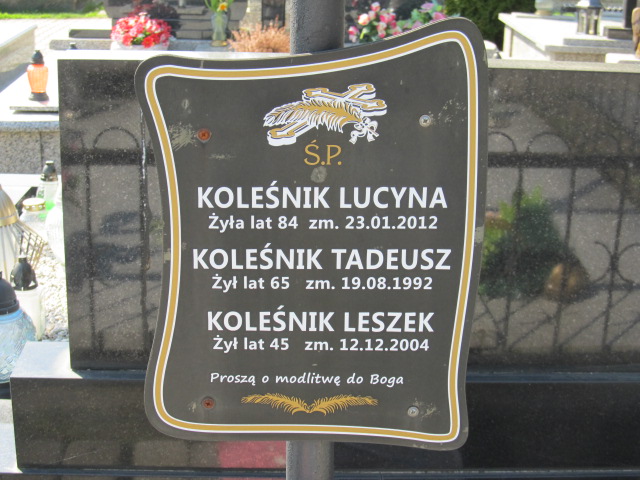 Ś.P.
KOLEŚNIK LUCYNA
Żyła lat 84 zm. 23.01.2012
KOLEŚNIK TADEUSZ
Żył lat 65 zm. 19.08.1992
KOLEŚNIK LESZEK
Żył lat 45 zm. 12.12.2004
Proszą o modlitwę do Boga